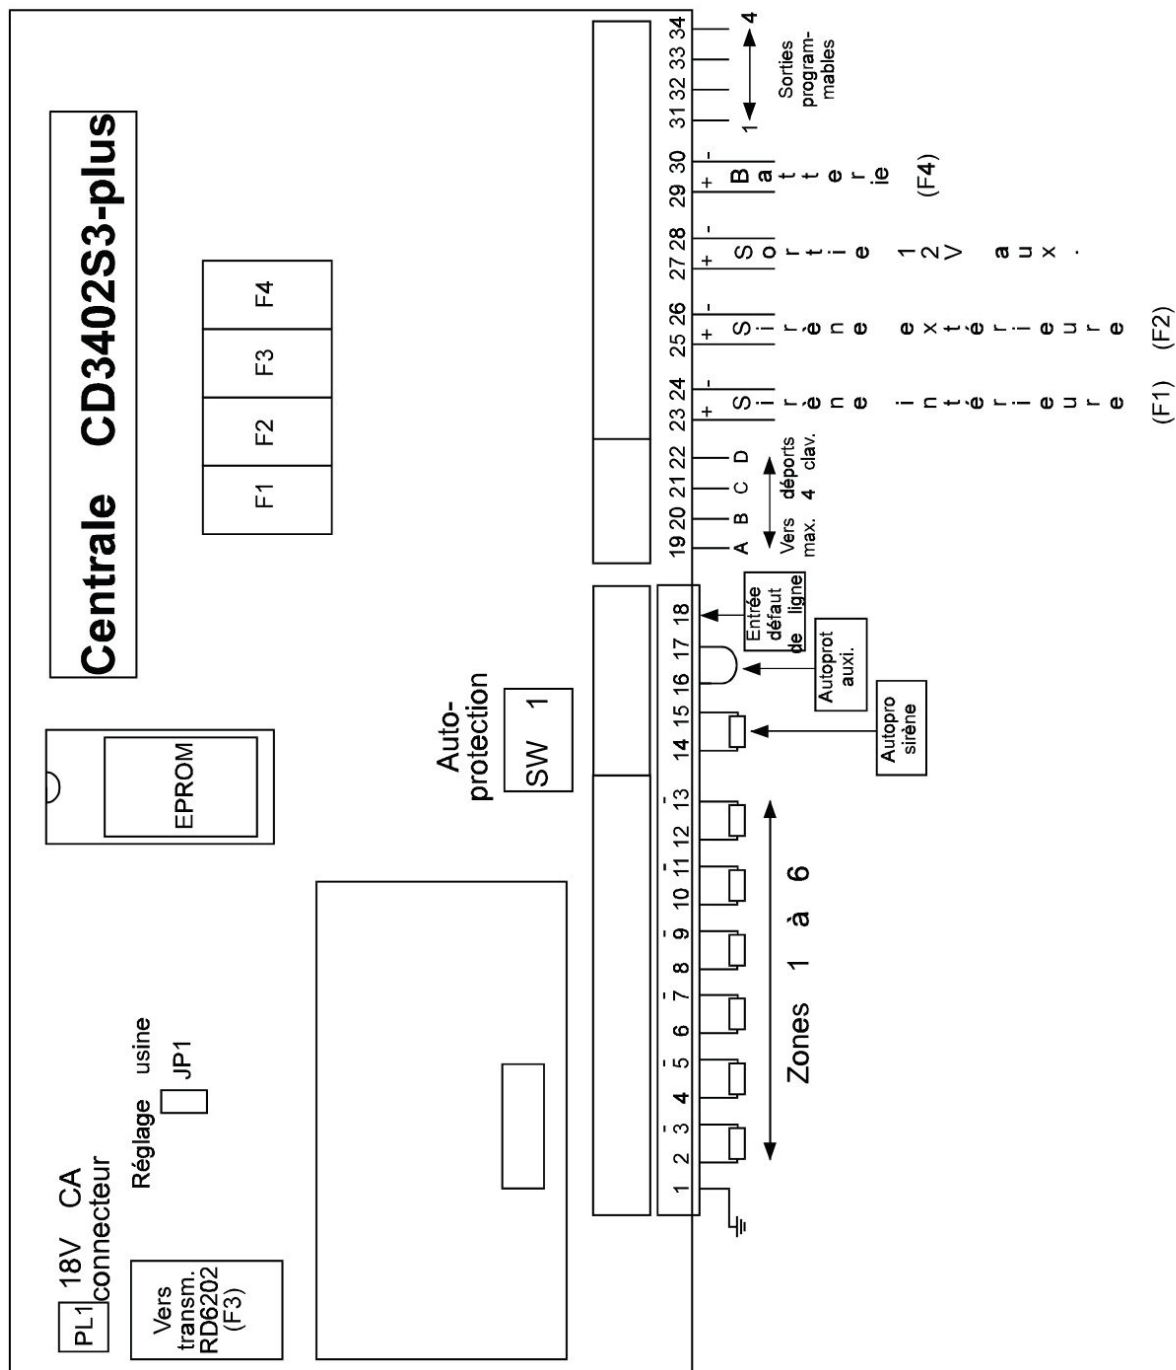 Centrale CD3402S3-plus
PL1
18V CA
connecteur
Réglage usine
JP1
EPROM
F1 F2 F3 F4
Vers
transm.
RD6202
(F3)
Auto-
protection
SW 1
1 2 3 4 5 6 7 8 9 10 11 12 13 14 15 16 17 18 19 20 21 22 23 24 25 26 27 28 29 30 31 32 33 34
- - - - - -
+ - + - + - + -
A B C D
Vers déports
max. 4 clav.
Zones 1 à 6
Autopro
sirène
Autoprot
auxi.
Entrée
défaut
de ligne
Sirène intérieure (F1)
Sirène extérieure (F2)
Sortie 12V aux.
Batterie (F4)
1 4
Sorties
program-
mables